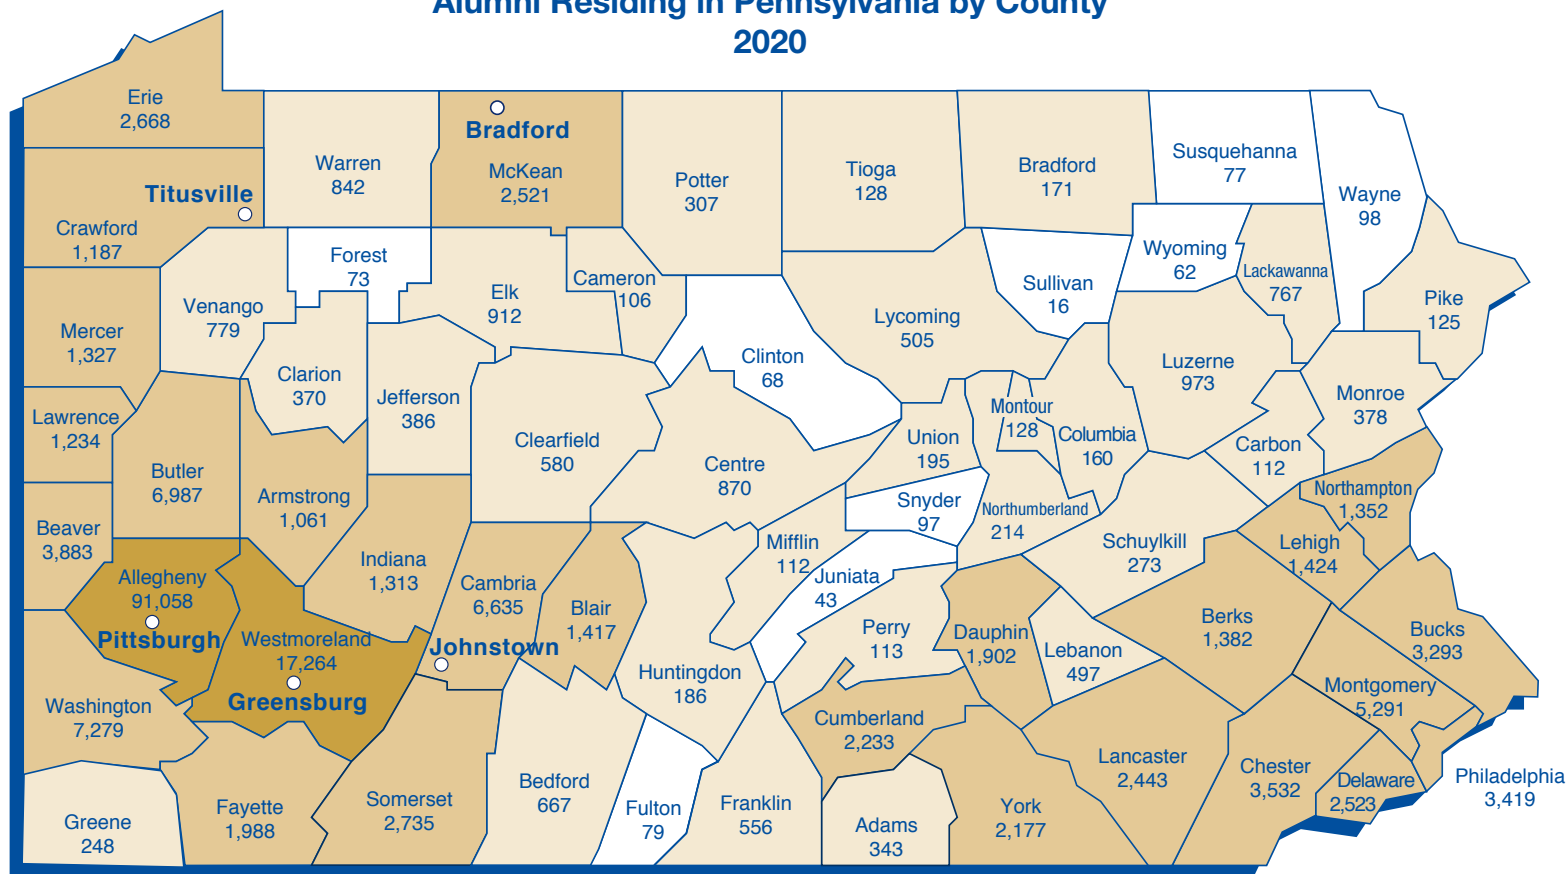 Alumni Residing in Pennsylvania by County
2020
Erie
2,668
Bradford
Warren
842
McKean
2,521
Potter
307
Tioga
128
Bradford
171
Susquehanna
77
Wayne
98
Titusville
Crawford
1,187
Forest
73
Venango
779
Elk
912
Cameron
106
Lycoming
505
Sullivan
16
Wyoming
62
Lackawanna
767
Pike
125
Mercer
1,327
Clarion
370
Jefferson
386
Clinton
68
Luzerne
973
Monroe
378
Lawrence
1,234
Butler
6,987
Armstrong
1,061
Clearfield
580
Centre
870
Union
195
Montour
128
Columbia
160
Carbon
112
Northampton
1,352
Beaver
3,883
Snyder
97
Northumberland
214
Schuylkill
273
Lehigh
1,424
Allegheny
91,058
Pittsburgh
Indiana
1,313
Cambria
6,635
Blair
1,417
Mifflin
112
Juniata
43
Westmoreland
17,264
Greensburg
Johnstown
Huntingdon
186
Perry
113
Dauphin
1,902
Lebanon
497
Berks
1,382
Bucks
3,293
Montgomery
5,291
Washington
7,279
Cumberland
2,233
Lancaster
2,443
Chester
3,532
Delaware
2,523
Philadelphia
3,419
Greene
248
Fayette
1,988
Somerset
2,735
Bedford
667
Fulton
79
Franklin
556
Adams
343
York
2,177